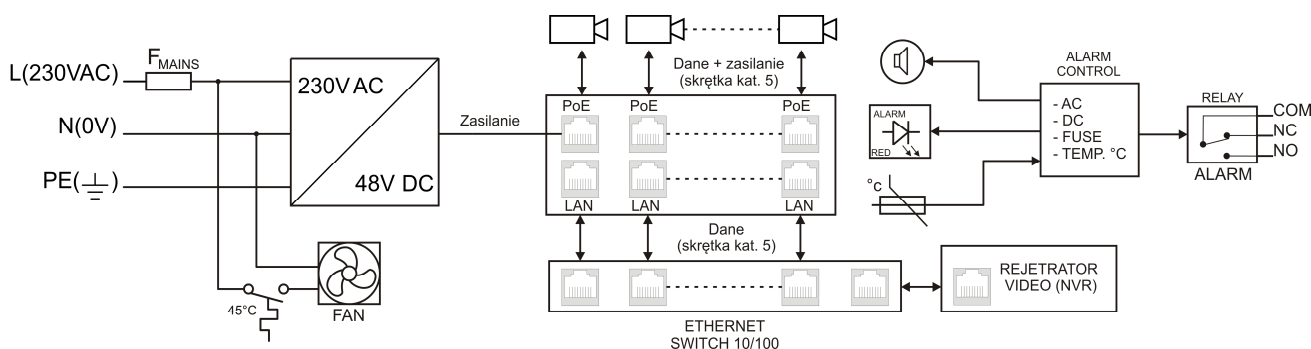 L(230VAC)
F MAINS
N(0V)
PE( )
230V AC
48V DC
45°C
FAN
Zasilanie
Dane + zasilanie
(skrętka kat. 5)
PoE PoE PoE
LAN LAN LAN
Dane
(skrętka kat. 5)
ETHERNET
SWITCH 10/100
REJETRATOR
VIDEO (NVR)
ALARM
RED
°C
ALARM
CONTROL
- AC
- DC
- FUSE
- TEMP. °C
RELAY
COM
NC
NO
ALARM